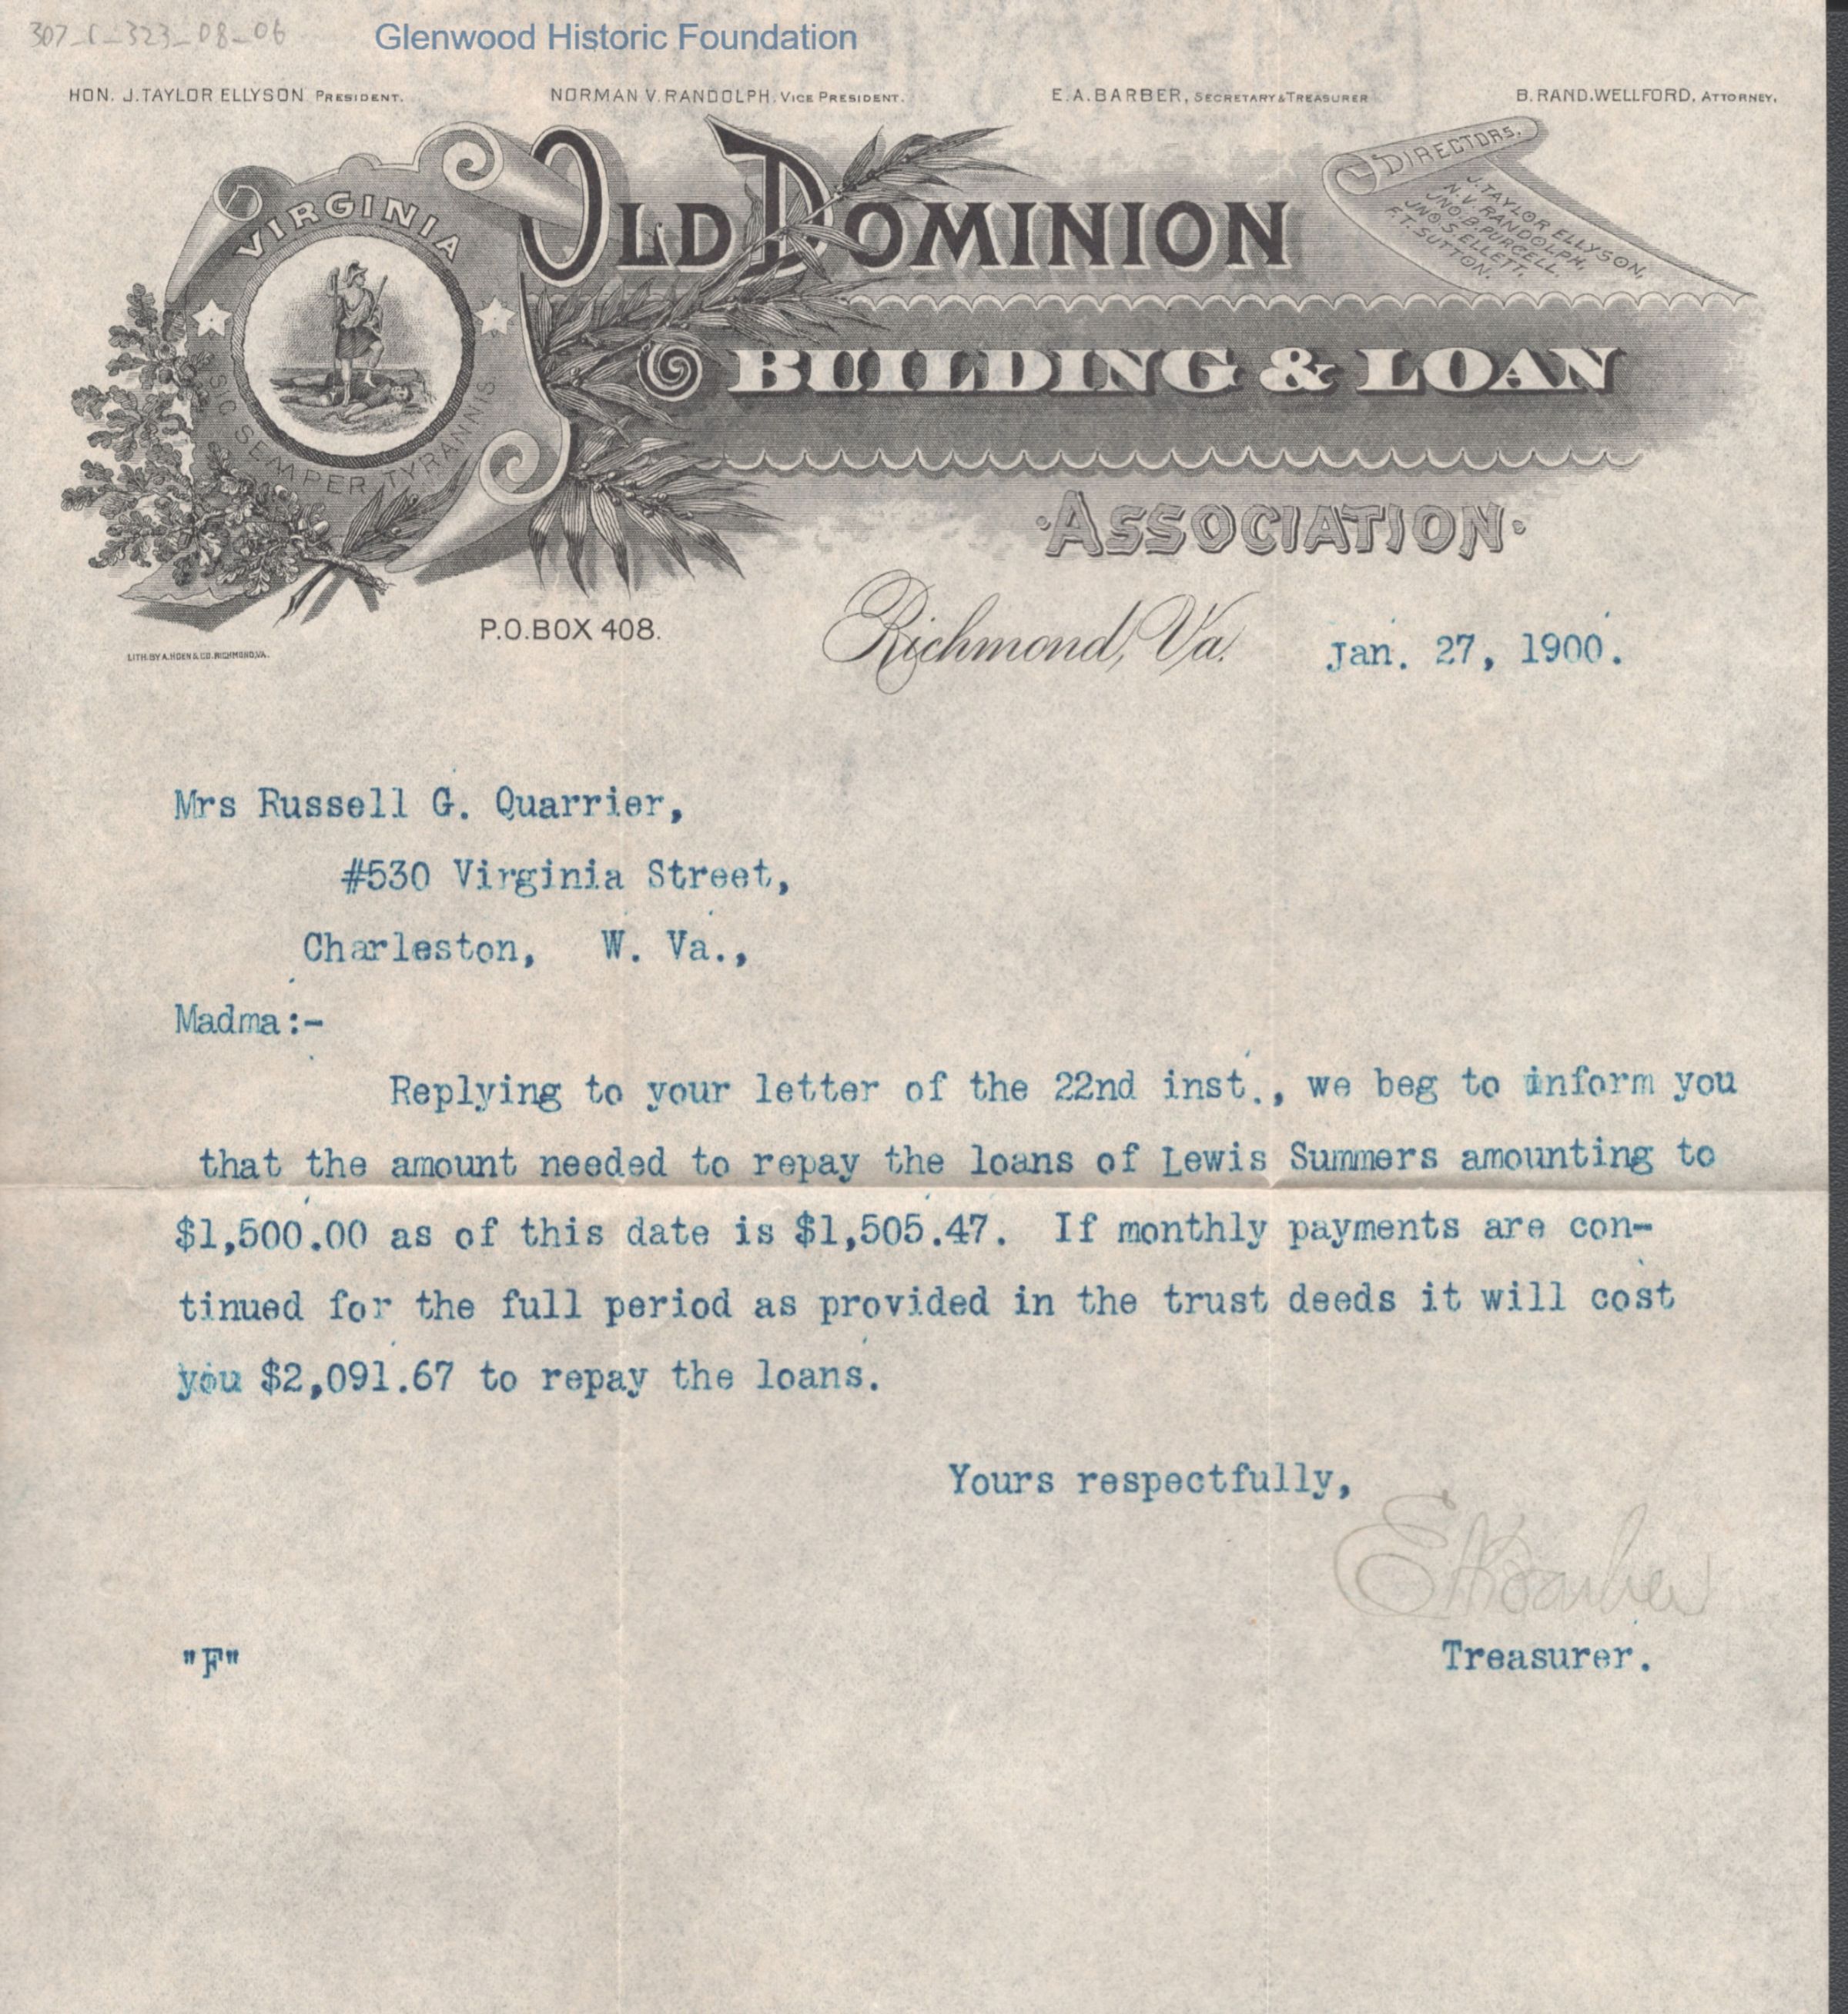 307_C_323_08_06 Glenwood Historic Foundation
HON. J. TAYLOR ELLYSON PRESIDENT. NORMAN V. RANDOLPH. VICE PRESIDENT. E. A. BARBER, SECRETARY & TREASURER B. RAND. WELLFORD, ATTORNEY.
OLD DOMINION
BUILDING & LOAN
·ASSOCIATION·
VIRGINIA
SIC SEMPER TYRANNIS
DIRECTORS.
J. TAYLOR ELLYSON,
N. V. RANDOLPH,
JNO. B. PURCELL,
JNO. S. ELLETT,
F. T. SUTTON.
P.O. BOX 408.
LITH. BY A. HOEN & CO. RICHMOND, VA.
Richmond, Va. Jan. 27, 1900.
Mrs Russell G. Quarrier,
#530 Virginia Street,
Charleston, W. Va.,
Madma:-
Replying to your letter of the 22nd inst., we beg to inform you
that the amount needed to repay the loans of Lewis Summers amounting to
$1,500.00 as of this date is $1,505.47. If monthly payments are con-
tinued for the full period as provided in the trust deeds it will cost
you $2,091.67 to repay the loans.
Yours respectfully,
E A Barber
"F" Treasurer.